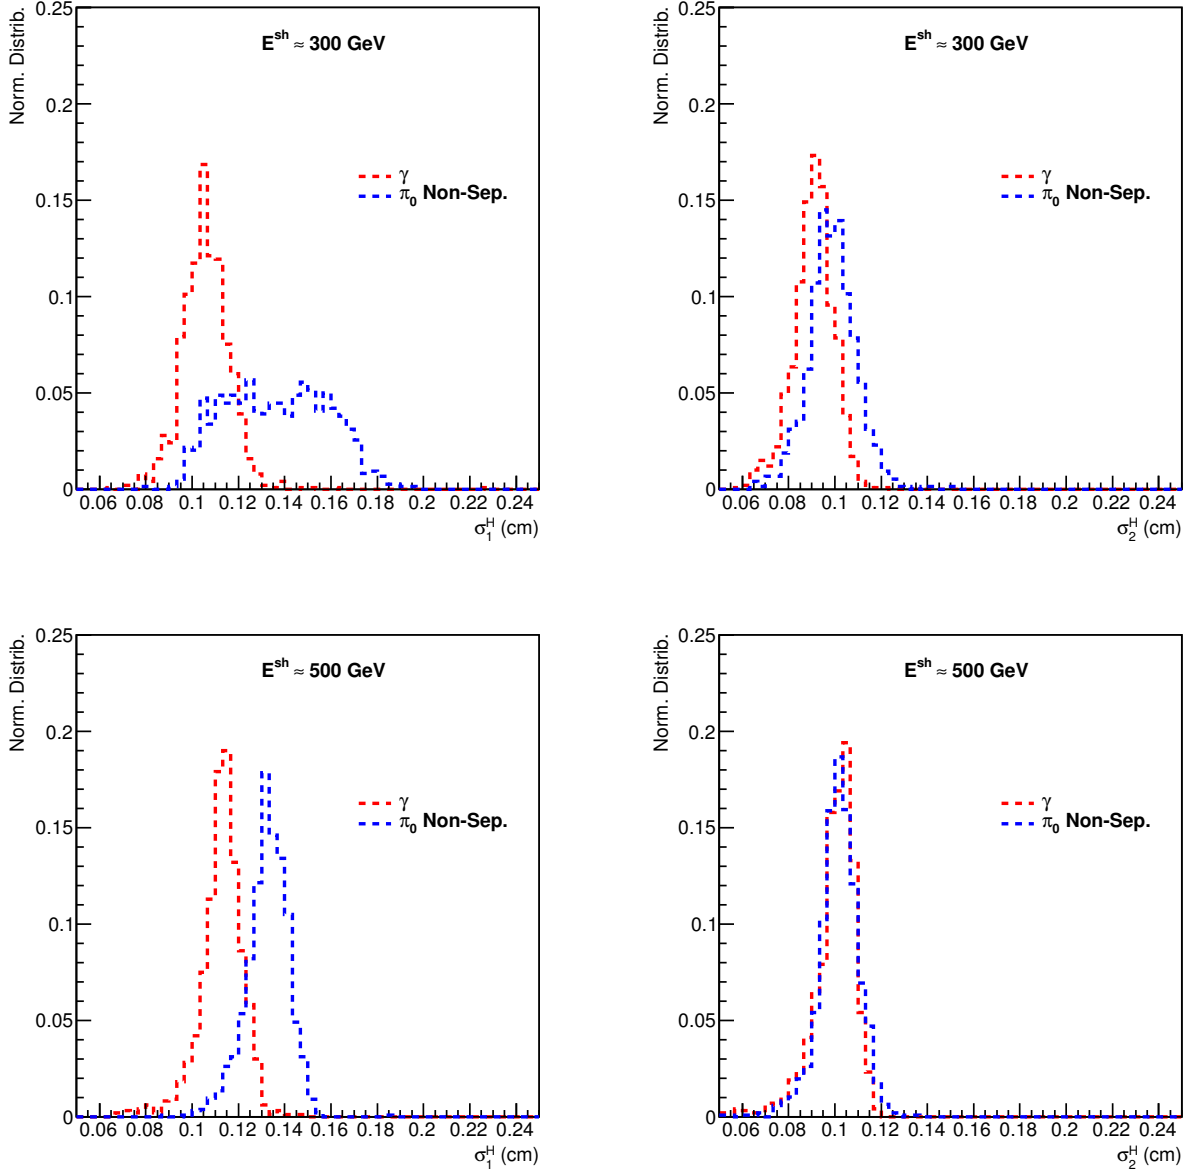 Norm. Distrib.
0.25
0.2
0.15
0.1
0.05
0
E^sh ≈ 300 GeV
γ
π₀ Non-Sep.
0.06 0.08 0.1 0.12 0.14 0.16 0.18 0.2 0.22 0.24
σ₁ᴴ (cm)
Norm. Distrib.
0.25
0.2
0.15
0.1
0.05
0
E^sh ≈ 300 GeV
γ
π₀ Non-Sep.
0.06 0.08 0.1 0.12 0.14 0.16 0.18 0.2 0.22 0.24
σ₂ᴴ (cm)
Norm. Distrib.
0.25
0.2
0.15
0.1
0.05
0
E^sh ≈ 500 GeV
γ
π₀ Non-Sep.
0.06 0.08 0.1 0.12 0.14 0.16 0.18 0.2 0.22 0.24
σ₁ᴴ (cm)
Norm. Distrib.
0.25
0.2
0.15
0.1
0.05
0
E^sh ≈ 500 GeV
γ
π₀ Non-Sep.
0.06 0.08 0.1 0.12 0.14 0.16 0.18 0.2 0.22 0.24
σ₂ᴴ (cm)